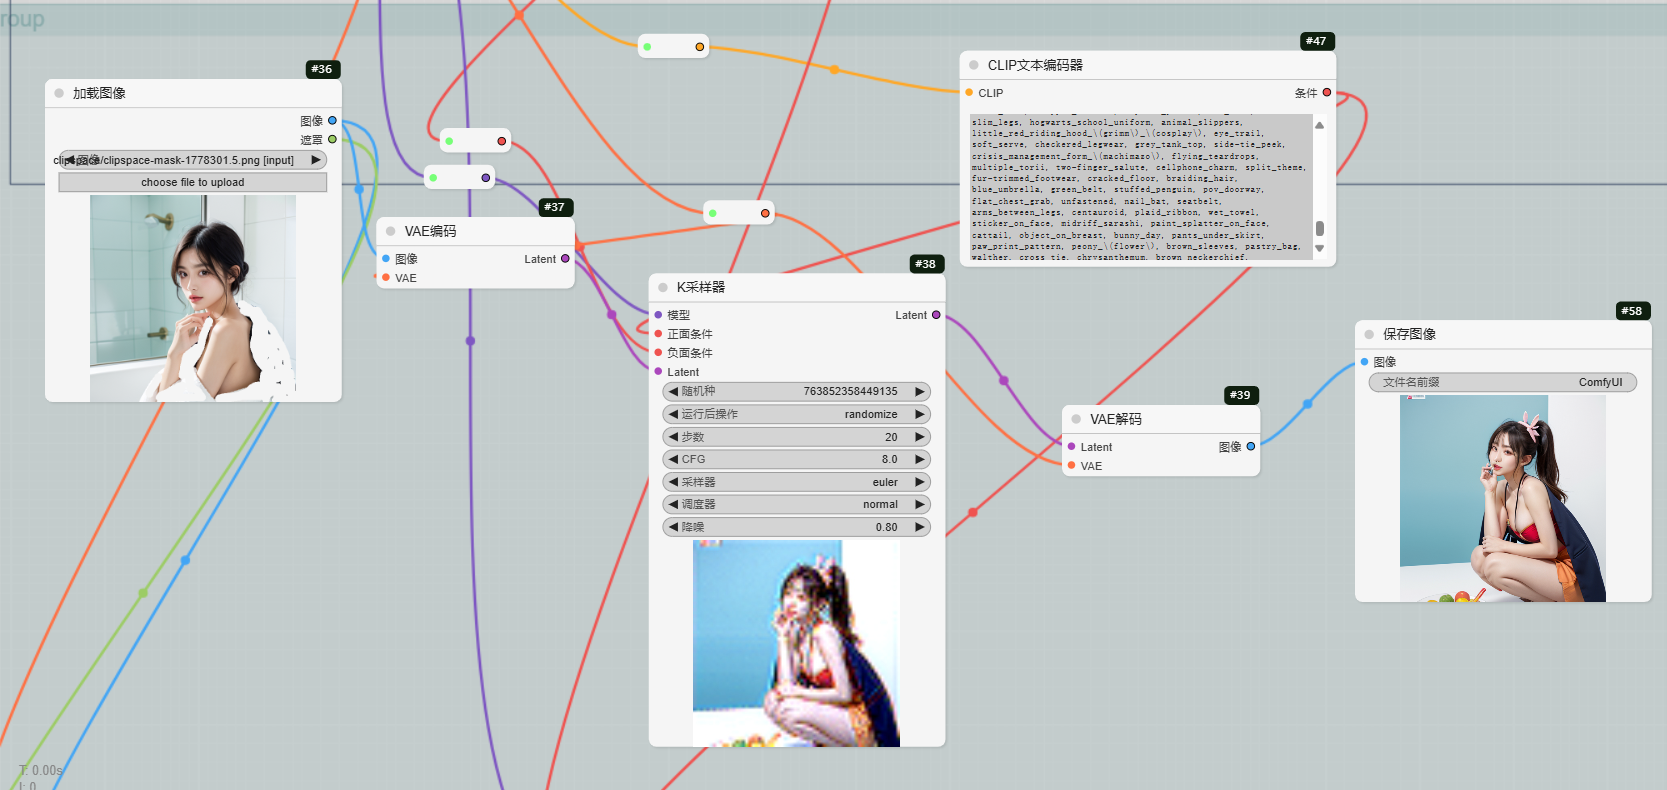 roup
#36
加载图像
图像
遮罩
clipspace/clipspace-mask-1778301.5.png [input]
choose file to upload
#37
VAE编码
图像
Latent
VAE
#38
K采样器
模型
Latent
正面条件
负面条件
Latent
随机种 763852358449135
运行后操作 randomize
步数 20
CFG 8.0
采样器 euler
调度器 normal
降噪 0.80
#47
CLIP文本编码器
CLIP
条件
slim_legs, hogwarts_school_uniform, animal_slippers,
little_red_riding_hood_\(grimm\)_\(cosplay\), eye_trail,
soft_serve, checkered_legwear, grey_tank_top, side-tie_peek,
crisis_management_form_\(machimazo\), flying_teardrops,
multiple_torii, two-finger_salute, cellphone_charm, split_theme,
fur-trimmed_footwear, cracked_floor, braiding_hair,
blue_umbrella, green_belt, stuffed_penguin, pov_doorway,
flat_chest_grab, unfastened, nail_bat, seatbelt,
arms_between_legs, centauroid, plaid_ribbon, wet_towel,
sticker_on_face, midriff_sarashi, paint_splatter_on_face,
cattail, object_on_breast, bunny_day, pants_under_skirt,
paw_print_pattern, peony_\(flower\), brown_sleeves, pastry_bag,
walther, cross_tie, chrysanthemum, brown_neckerchief,
#39
VAE解码
Latent
图像
VAE
#58
保存图像
图像
文件名前缀 ComfyUI
T: 0.00s
I: 0